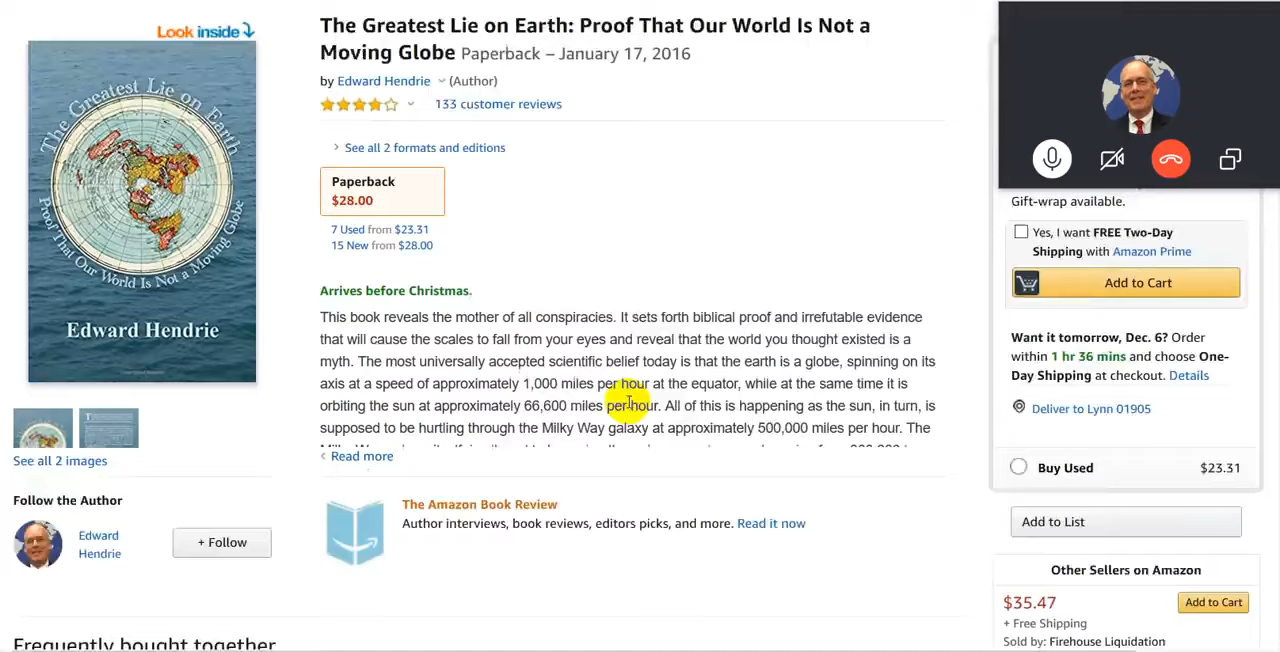 Look inside
The Greatest Lie on Earth
Proof That Our World Is Not a Moving Globe
Edward Hendrie
See all 2 images
Follow the Author
Edward
Hendrie
+ Follow
The Greatest Lie on Earth: Proof That Our World Is Not a
Moving Globe Paperback – January 17, 2016
by Edward Hendrie (Author)
133 customer reviews
See all 2 formats and editions
Paperback
$28.00
7 Used from $23.31
15 New from $28.00
Arrives before Christmas.
This book reveals the mother of all conspiracies. It sets forth biblical proof and irrefutable evidence
that will cause the scales to fall from your eyes and reveal that the world you thought existed is a
myth. The most universally accepted scientific belief today is that the earth is a globe, spinning on its
axis at a speed of approximately 1,000 miles per hour at the equator, while at the same time it is
orbiting the sun at approximately 66,600 miles per hour. All of this is happening as the sun, in turn, is
supposed to be hurtling through the Milky Way galaxy at approximately 500,000 miles per hour. The
Read more
The Amazon Book Review
Author interviews, book reviews, editors picks, and more. Read it now
Gift-wrap available.
Yes, I want FREE Two-Day
Shipping with Amazon Prime
Add to Cart
Want it tomorrow, Dec. 6? Order
within 1 hr 36 mins and choose One-
Day Shipping at checkout. Details
Deliver to Lynn 01905
Buy Used $23.31
Add to List
Other Sellers on Amazon
$35.47 Add to Cart
+ Free Shipping
Sold by: Firehouse Liquidation
Frequently bought together